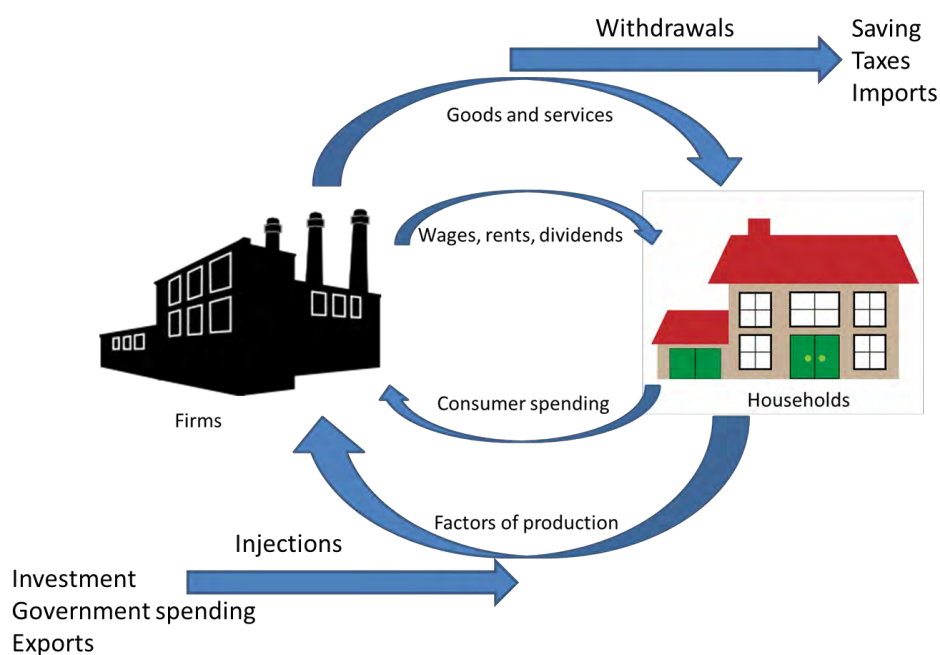 Withdrawals
Saving
Taxes
Imports
Goods and services
Wages, rents, dividends
Consumer spending
Households
Firms
Factors of production
Injections
Investment
Government spending
Exports